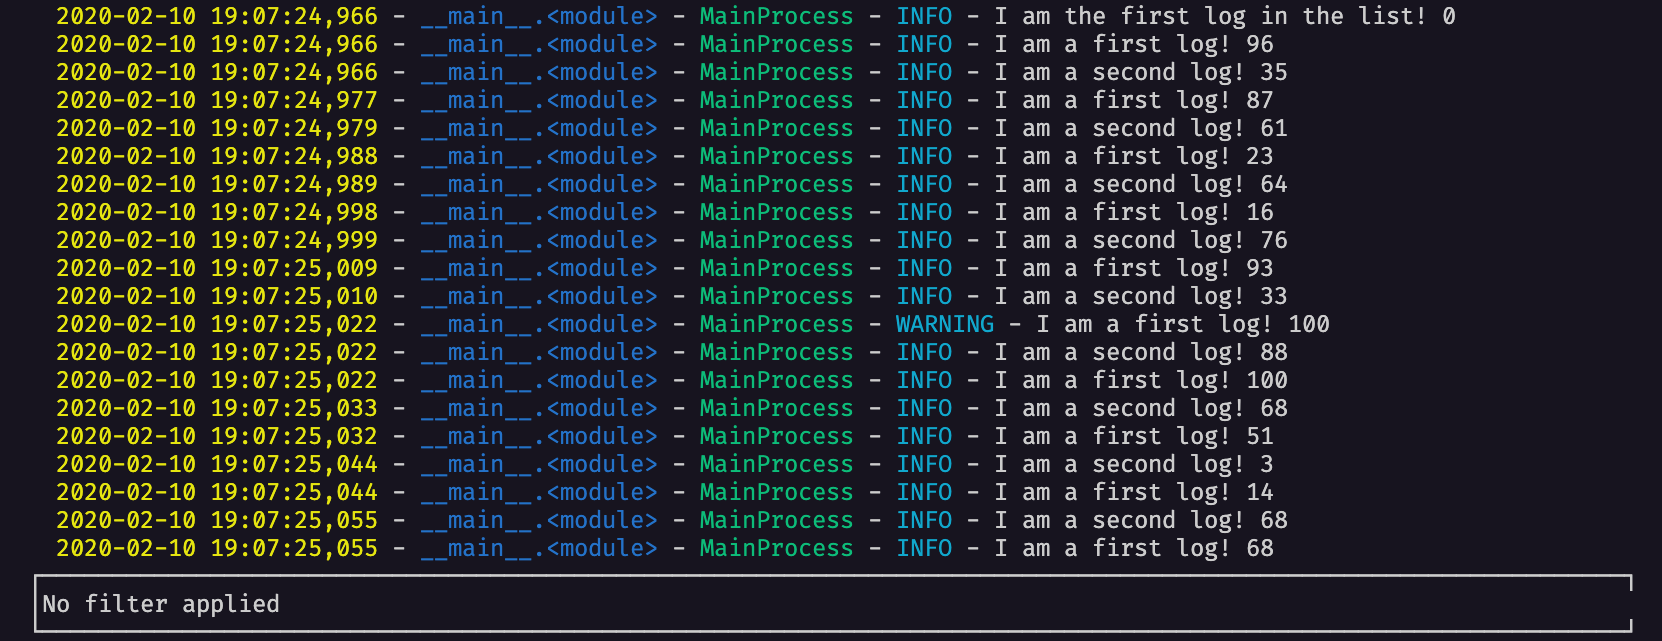 2020-02-10 19:07:24,966 - __main__.<module> - MainProcess - INFO - I am the first log in the list! 0
2020-02-10 19:07:24,966 - __main__.<module> - MainProcess - INFO - I am a first log! 96
2020-02-10 19:07:24,966 - __main__.<module> - MainProcess - INFO - I am a second log! 35
2020-02-10 19:07:24,977 - __main__.<module> - MainProcess - INFO - I am a first log! 87
2020-02-10 19:07:24,979 - __main__.<module> - MainProcess - INFO - I am a second log! 61
2020-02-10 19:07:24,988 - __main__.<module> - MainProcess - INFO - I am a first log! 23
2020-02-10 19:07:24,989 - __main__.<module> - MainProcess - INFO - I am a second log! 64
2020-02-10 19:07:24,998 - __main__.<module> - MainProcess - INFO - I am a first log! 16
2020-02-10 19:07:24,999 - __main__.<module> - MainProcess - INFO - I am a second log! 76
2020-02-10 19:07:25,009 - __main__.<module> - MainProcess - INFO - I am a first log! 93
2020-02-10 19:07:25,010 - __main__.<module> - MainProcess - INFO - I am a second log! 33
2020-02-10 19:07:25,022 - __main__.<module> - MainProcess - WARNING - I am a first log! 100
2020-02-10 19:07:25,022 - __main__.<module> - MainProcess - INFO - I am a second log! 88
2020-02-10 19:07:25,022 - __main__.<module> - MainProcess - INFO - I am a first log! 100
2020-02-10 19:07:25,033 - __main__.<module> - MainProcess - INFO - I am a second log! 68
2020-02-10 19:07:25,032 - __main__.<module> - MainProcess - INFO - I am a first log! 51
2020-02-10 19:07:25,044 - __main__.<module> - MainProcess - INFO - I am a second log! 3
2020-02-10 19:07:25,044 - __main__.<module> - MainProcess - INFO - I am a first log! 14
2020-02-10 19:07:25,055 - __main__.<module> - MainProcess - INFO - I am a second log! 68
2020-02-10 19:07:25,055 - __main__.<module> - MainProcess - INFO - I am a first log! 68
No filter applied